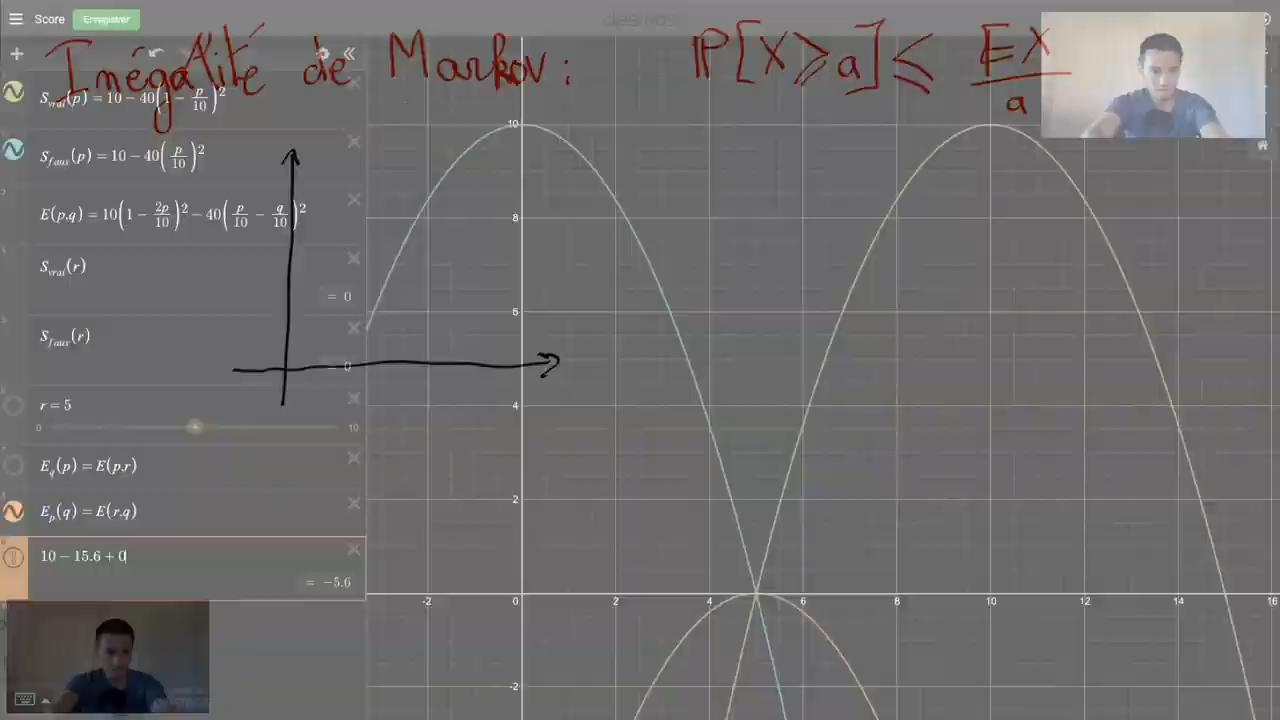 Score Enregistrer desmos
Inégalité de Markov : ℙ[X ⩾ a] ≤ EX / a
S_vrai(p) = 10 − 40(1 − p/10)^2
S_faux(p) = 10 − 40(p/10)^2
E(p,q) = 10(1 − 2p/10)^2 − 40(p/10 − q/10)^2
S_vrai(r)
= 0
S_faux(r)
= 0
r = 5
0 10
E_q(p) = E(p,r)
E_p(q) = E(r,q)
10 − 15.6 + 0
= −5.6
10
8
6
4
2
-2 0 2 4 6 8 10 12 14 16
-2